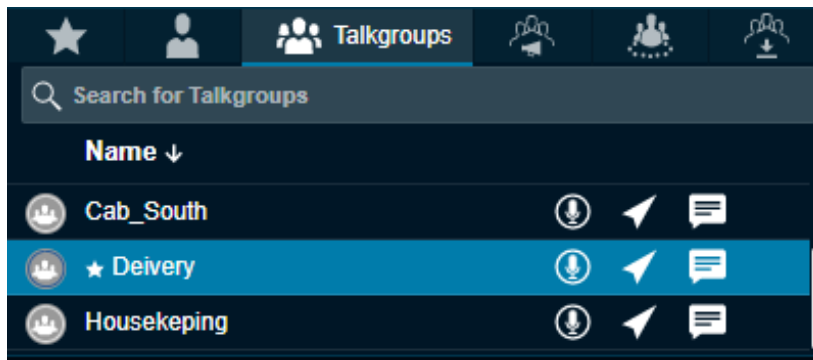 Talkgroups
Search for Talkgroups
Name
Cab_South
Deivery
Housekeping